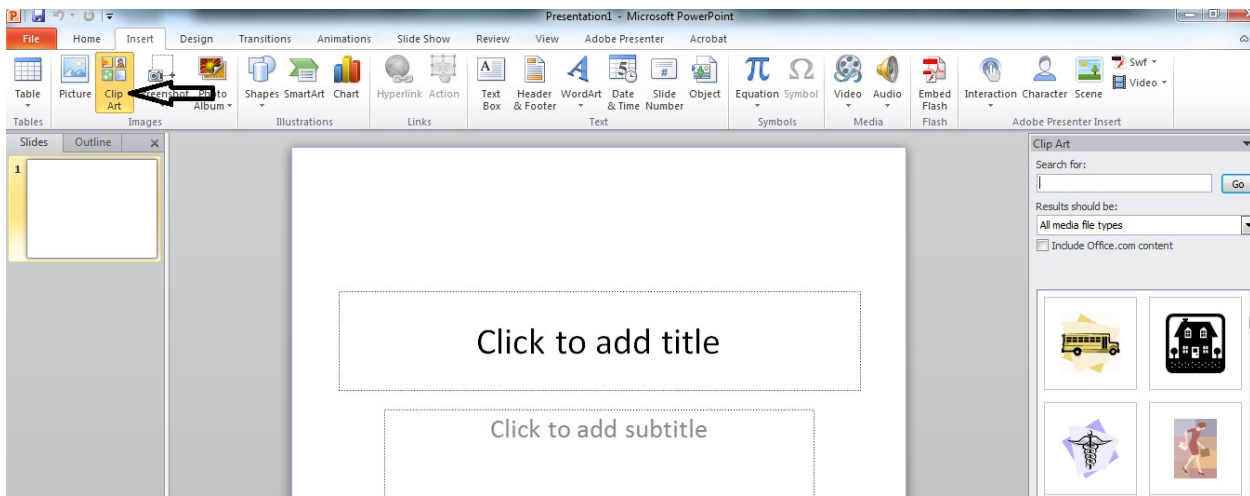 Presentation1 - Microsoft PowerPoint
File Home Insert Design Transitions Animations Slide Show Review View Adobe Presenter Acrobat
Table Picture Clip Art Screenshot Photo Album Shapes SmartArt Chart Hyperlink Action Text Box Header & Footer WordArt Date & Time Slide Number Object Equation Symbol Video Audio Embed Flash Interaction Character Scene Swf Video
Tables Images Illustrations Links Text Symbols Media Flash Adobe Presenter Insert
Slides Outline
1
Click to add title
Click to add subtitle
Clip Art
Search for:
Go
Results should be:
All media file types
Include Office.com content